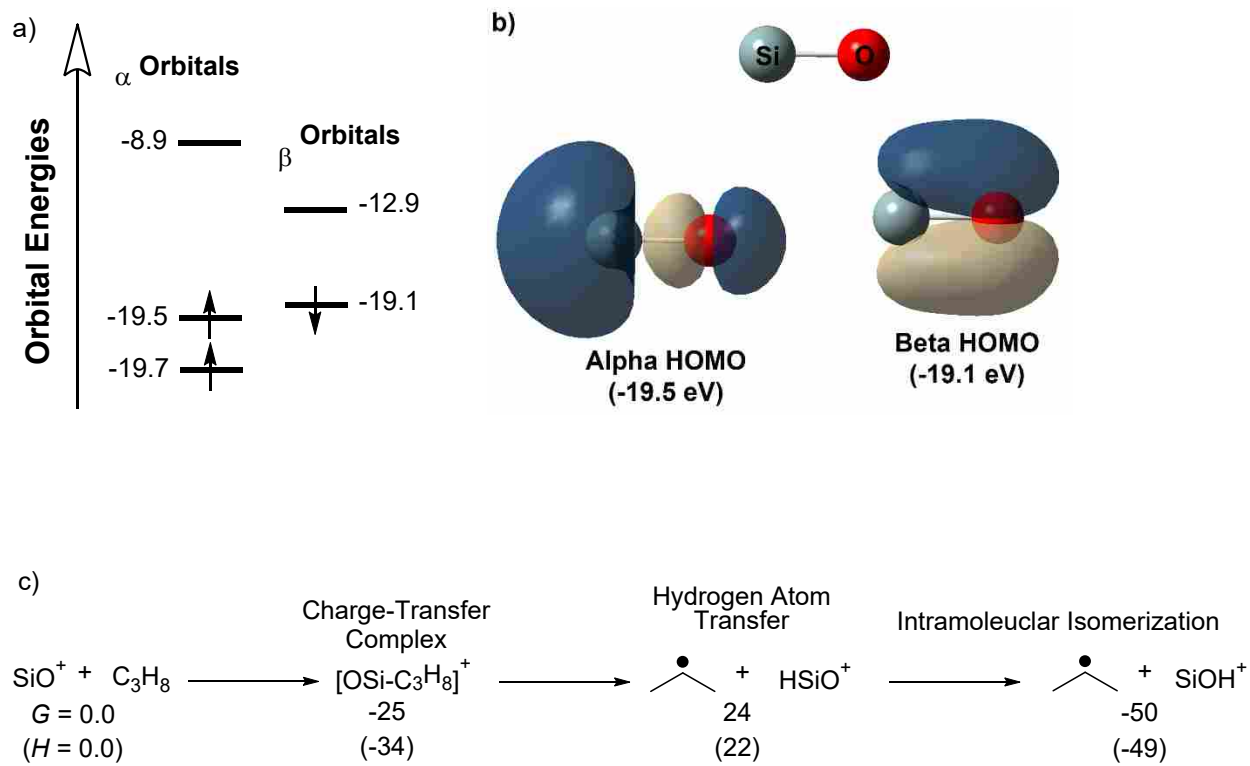 a)
α Orbitals
-8.9
β Orbitals
-12.9
-19.1
-19.5
-19.7
Orbital Energies
b)
Si O
Alpha HOMO
(-19.5 eV)
Beta HOMO
(-19.1 eV)
c)
Charge-Transfer
Complex
Hydrogen Atom
Transfer
Intramoleuclar Isomerization
SiO⁺ + C₃H₈
[OSi-C₃H₈]⁺
+ HSiO⁺
+ SiOH⁺
G = 0.0
-25
24
-50
(H = 0.0)
(-34)
(22)
(-49)